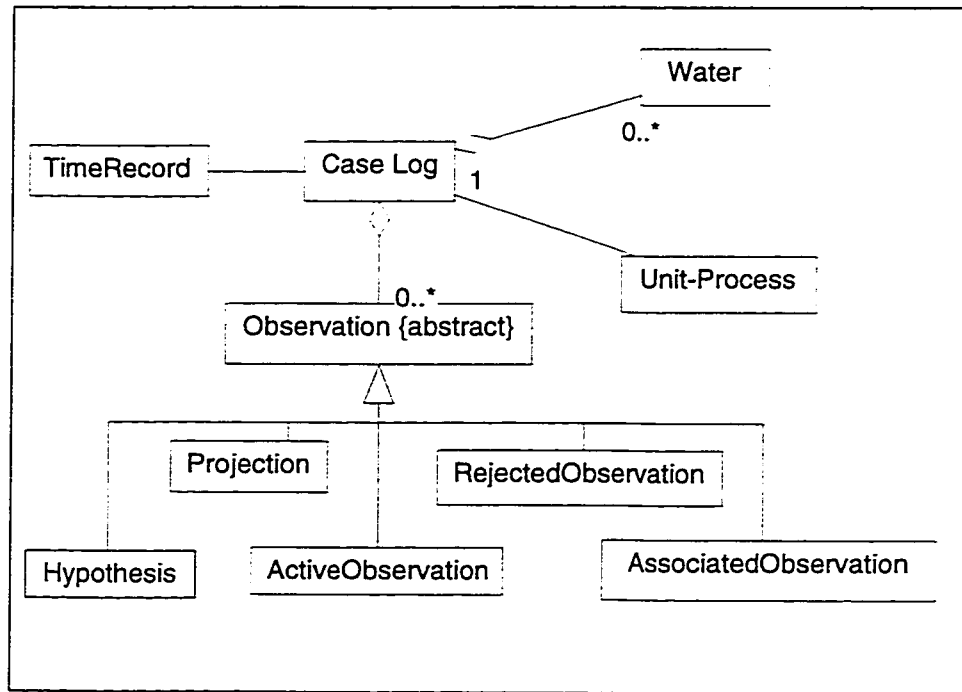 Water
0..*
TimeRecord
Case Log
1
Unit-Process
0..*
Observation {abstract}
Projection
RejectedObservation
Hypothesis
ActiveObservation
AssociatedObservation